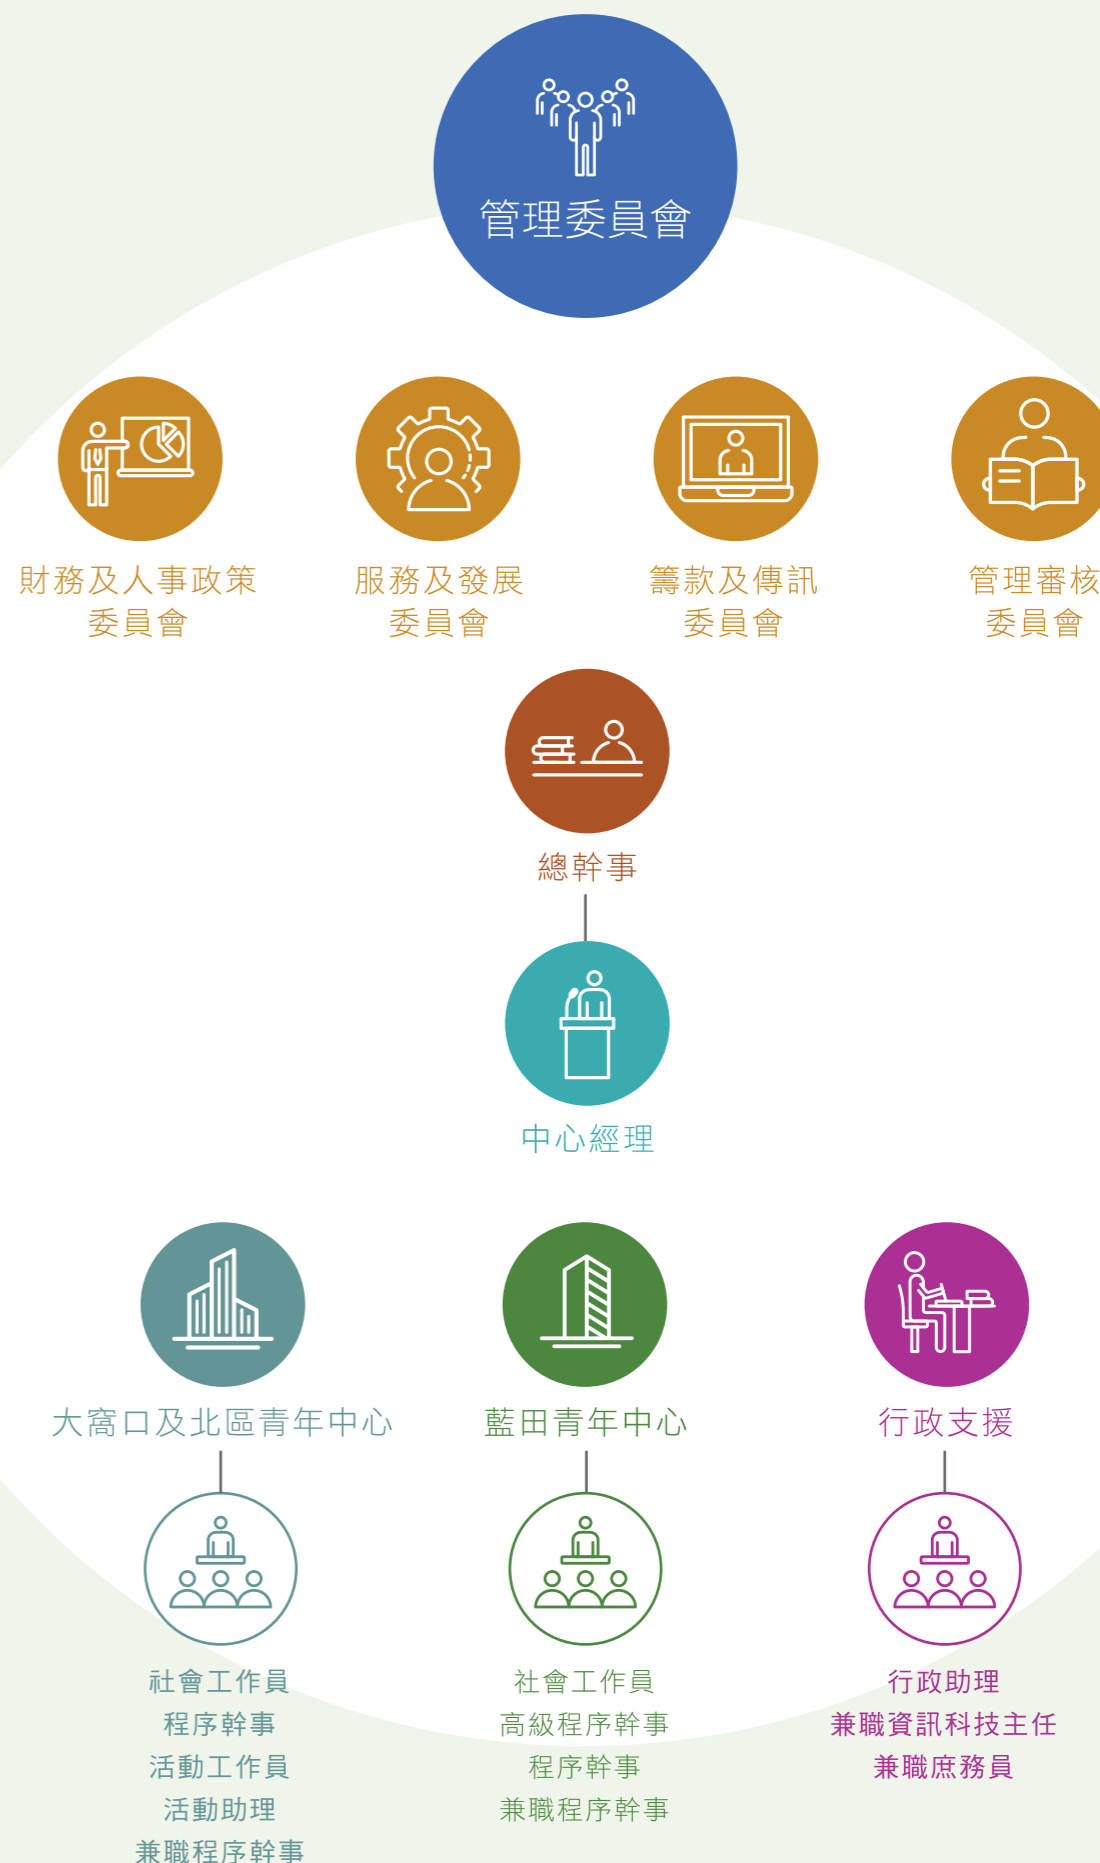 管理委員會
財務及人事政策
委員會
服務及發展
委員會
籌款及傳訊
委員會
管理審核
委員會
總幹事
中心經理
大窩口及北區青年中心
藍田青年中心
行政支援
社會工作員
程序幹事
活動工作員
活動助理
兼職程序幹事
社會工作員
高級程序幹事
程序幹事
兼職程序幹事
行政助理
兼職資訊科技主任
兼職庶務員